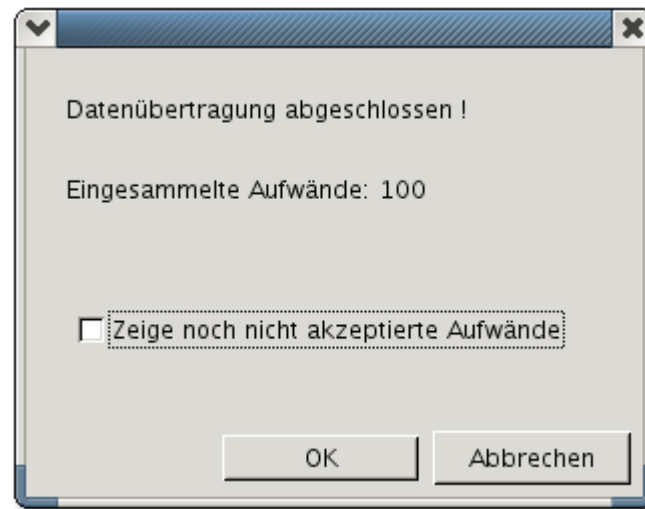 Datenübertragung abgeschlossen !
Eingesammelte Aufwände: 100
Zeige noch nicht akzeptierte Aufwände
OK
Abbrechen